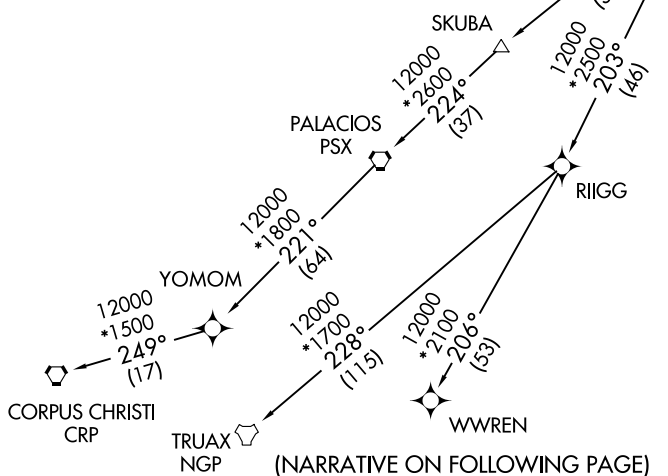 SKUBA
12000
*2500
203°
(46)
12000
*2600
224°
(37)
PALACIOS
PSX
RIIGG
12000
*1800
221°
(64)
YOMOM
12000
*1500
249°
(17)
12000
*1700
228°
(115)
12000
*2100
206°
(53)
CORPUS CHRISTI
CRP
TRUAX
NGP
WWREN
(NARRATIVE ON FOLLOWING PAGE)